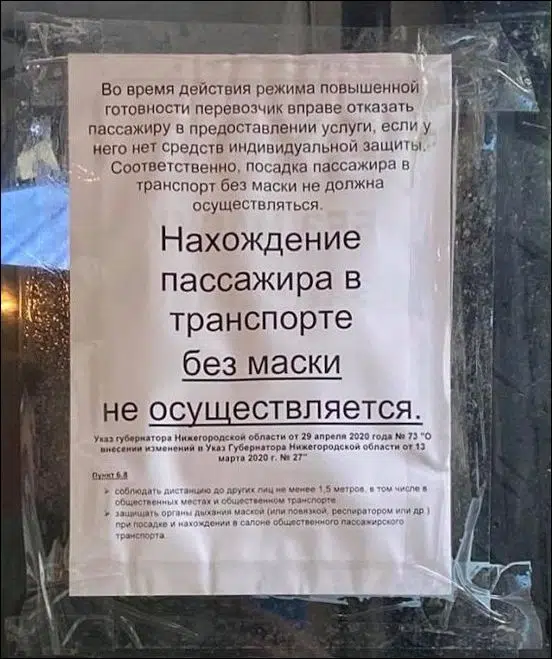 Во время действия режима повышенной
готовности перевозчик вправе отказать
пассажиру в предоставлении услуги, если у
него нет средств индивидуальной защиты.
Соответственно, посадка пассажира в
транспорт без маски не должна
осуществляться.
Нахождение
пассажира в
транспорте
без маски
не осуществляется.
Указ губернатора Нижегородской области от 29 апреля 2020 года № 73 "О
внесении изменений в Указ Губернатора Нижегородской области от 13
марта 2020 г. № 27"
Пункт 6.8
➢ соблюдать дистанцию до других лиц не менее 1,5 метров, в том числе в
общественных местах и общественном транспорте
➢ защищать органы дыхания маской (или повязкой, респиратором или др.)
при посадке и нахождении в салоне общественного пассажирского
транспорта.